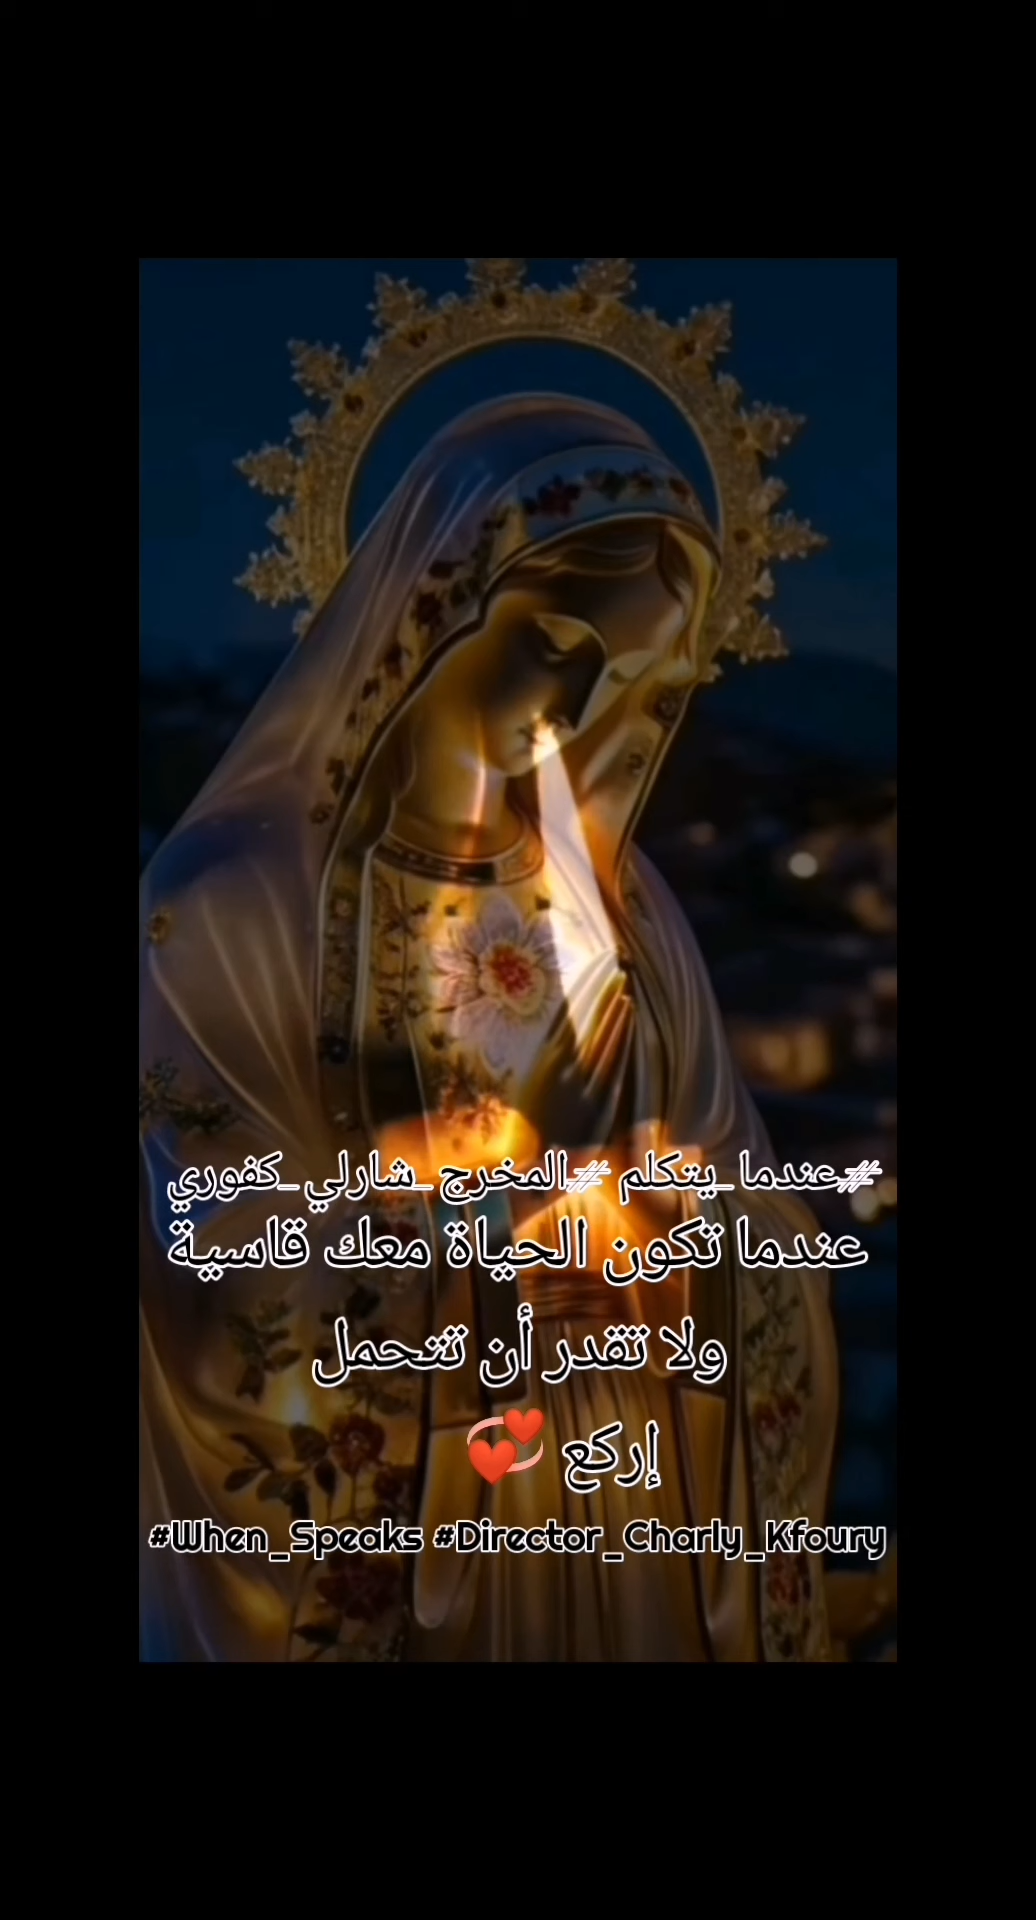 #عندما_يتكلم #المخرج_شارلي_كفوري
عندما تكون الحياة معك قاسية
ولا تقدر أن تتحمل
إركع 💞
#When_Speaks #Director_Charly_Kfoury